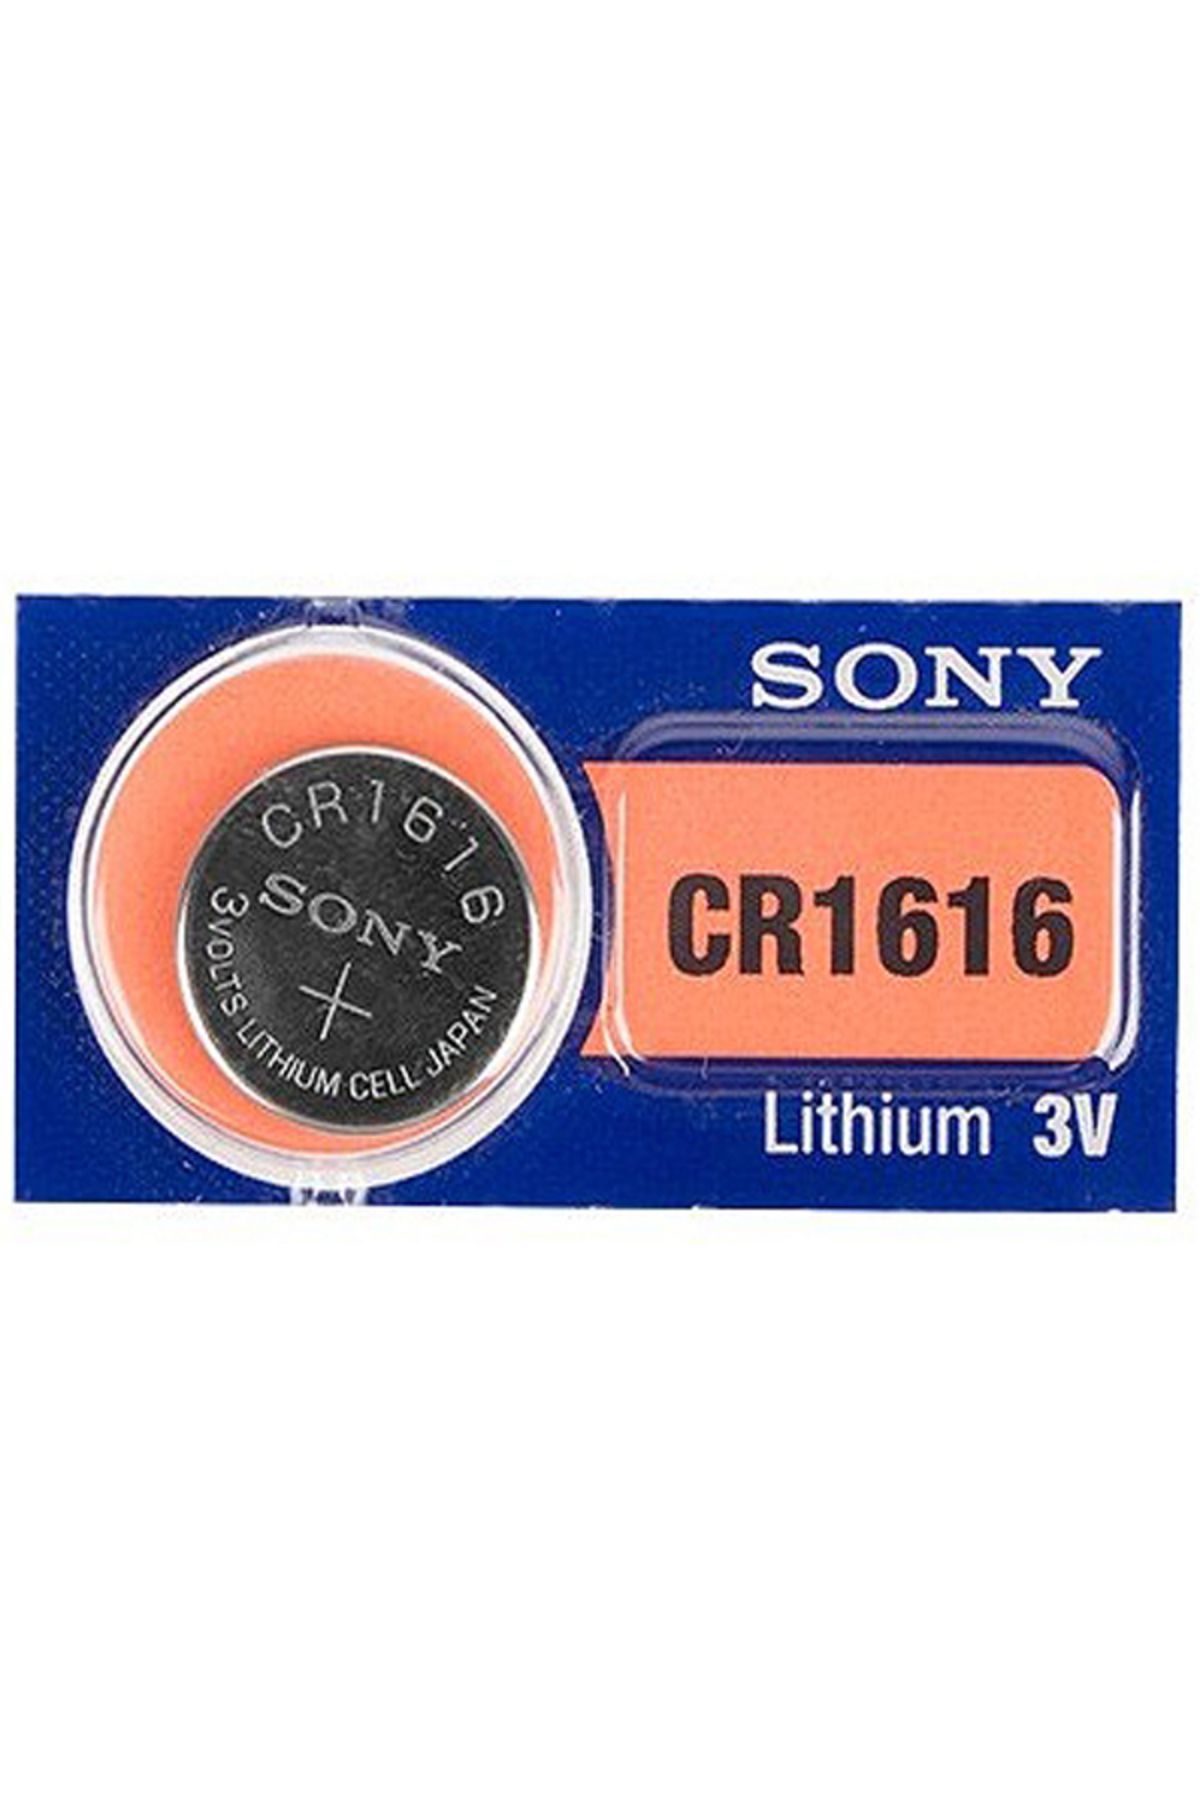 CR1616
SONY
+
3VOLTS LITHIUM CELL JAPAN
SONY
CR1616
Lithium 3V